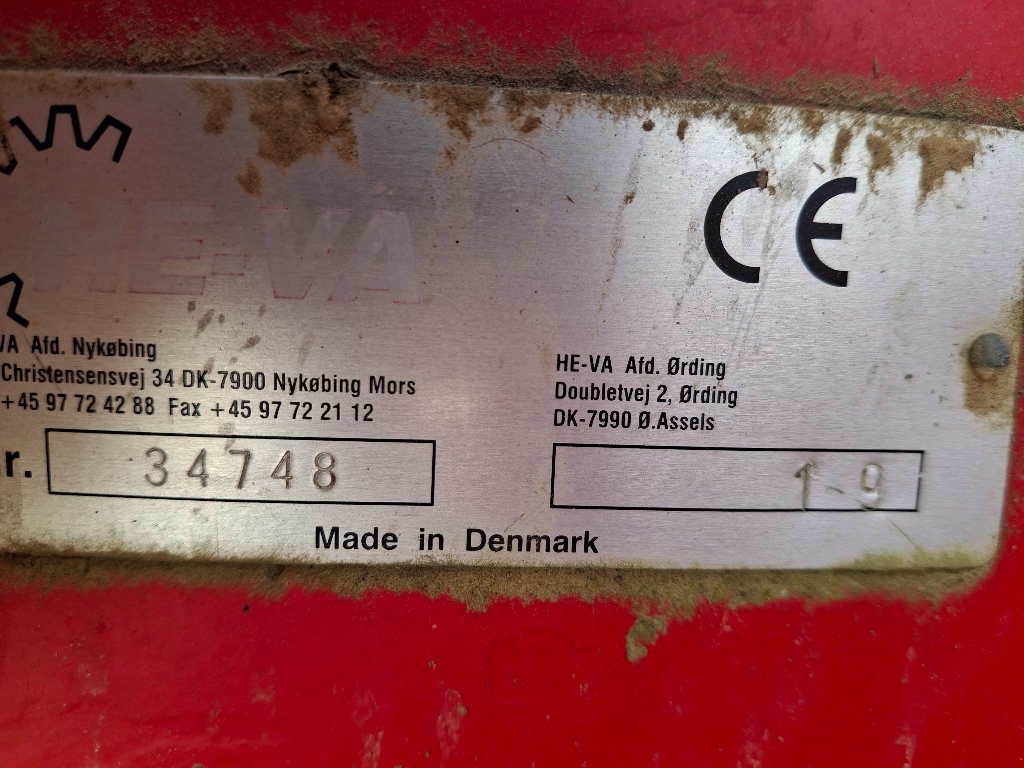 HE-VA
CE
VA Afd. Nykøbing
Christensensvej 34 DK-7900 Nykøbing Mors
+45 97 72 42 88 Fax +45 97 72 21 12
HE-VA Afd. Ørding
Doubletvej 2, Ørding
DK-7990 Ø.Assels
r. 34748
1-9
Made in Denmark